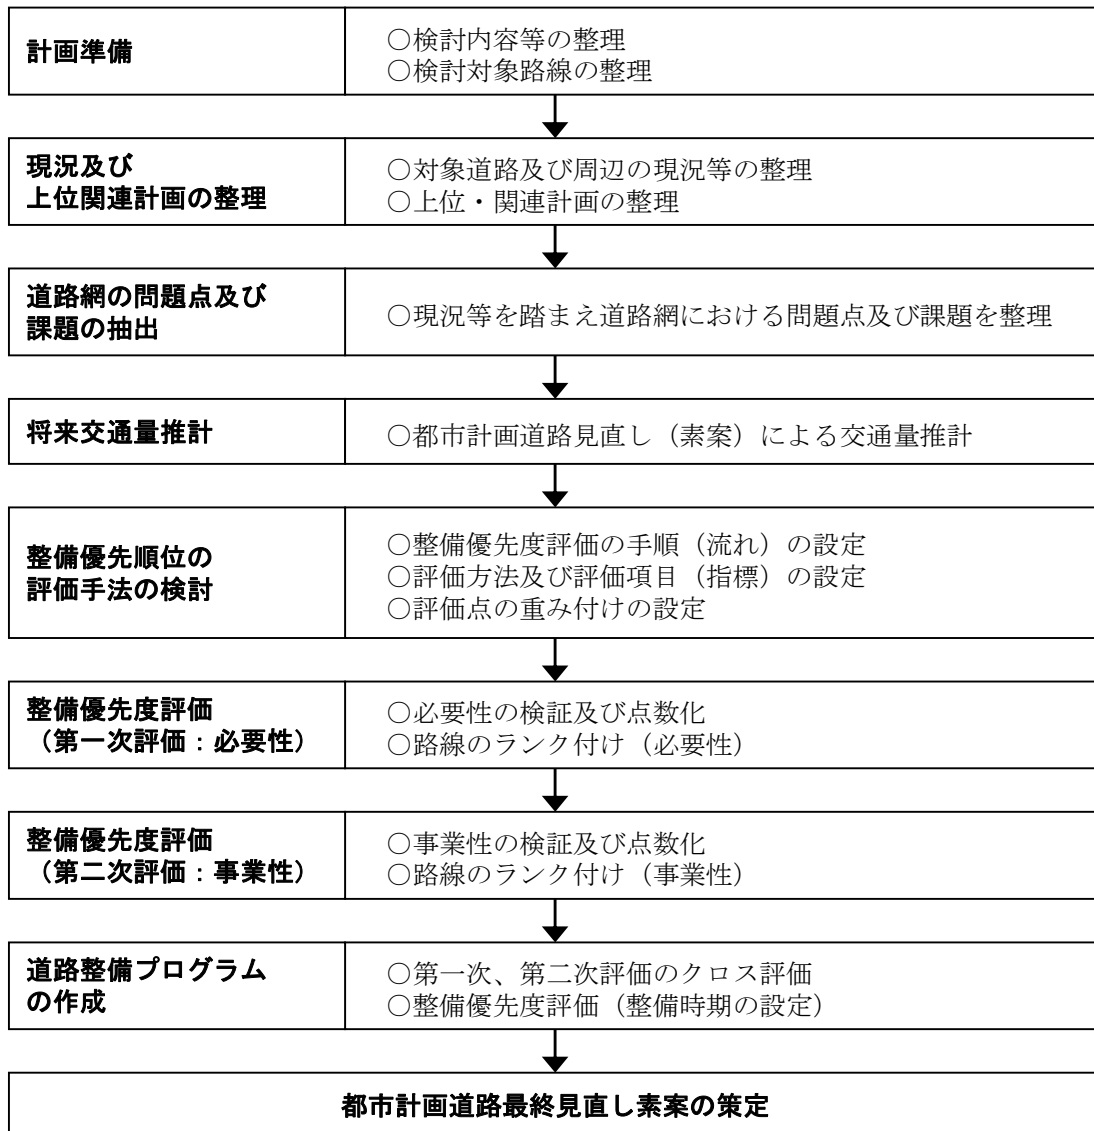 計画準備
○検討内容等の整理
○検討対象路線の整理
現況及び
上位関連計画の整理
○対象道路及び周辺の現況等の整理
○上位・関連計画の整理
道路網の問題点及び
課題の抽出
○現況等を踏まえ道路網における問題点及び課題を整理
将来交通量推計
○都市計画道路見直し（素案）による交通量推計
整備優先順位の
評価手法の検討
○整備優先度評価の手順（流れ）の設定
○評価方法及び評価項目（指標）の設定
○評価点の重み付けの設定
整備優先度評価
（第一次評価：必要性）
○必要性の検証及び点数化
○路線のランク付け（必要性）
整備優先度評価
（第二次評価：事業性）
○事業性の検証及び点数化
○路線のランク付け（事業性）
道路整備プログラム
の作成
○第一次、第二次評価のクロス評価
○整備優先度評価（整備時期の設定）
都市計画道路最終見直し素案の策定